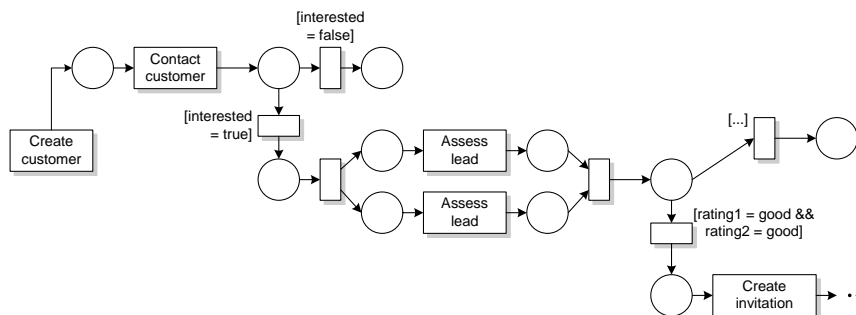 [interested
= false]
Contact
customer
Create
customer
[interested
= true]
Assess
lead
Assess
lead
[...]
[rating1 = good &&
rating2 = good]
Create
invitation